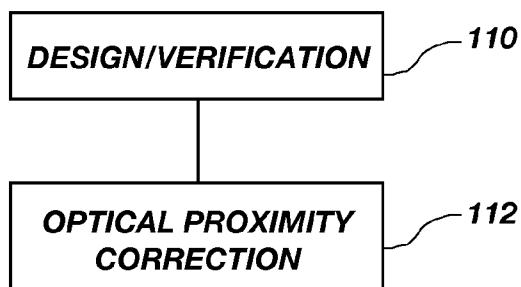 DESIGN/VERIFICATION
110
OPTICAL PROXIMITY
CORRECTION
112